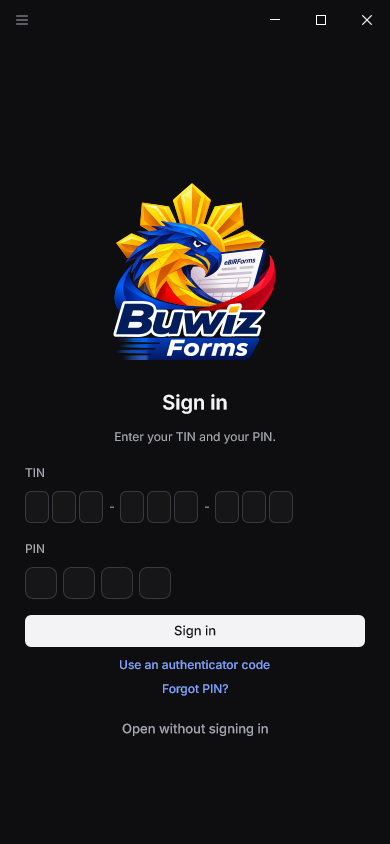 eBIRForms
Buwiz
Forms
Sign in
Enter your TIN and your PIN.
TIN
- -
PIN
Sign in
Use an authenticator code
Forgot PIN?
Open without signing in